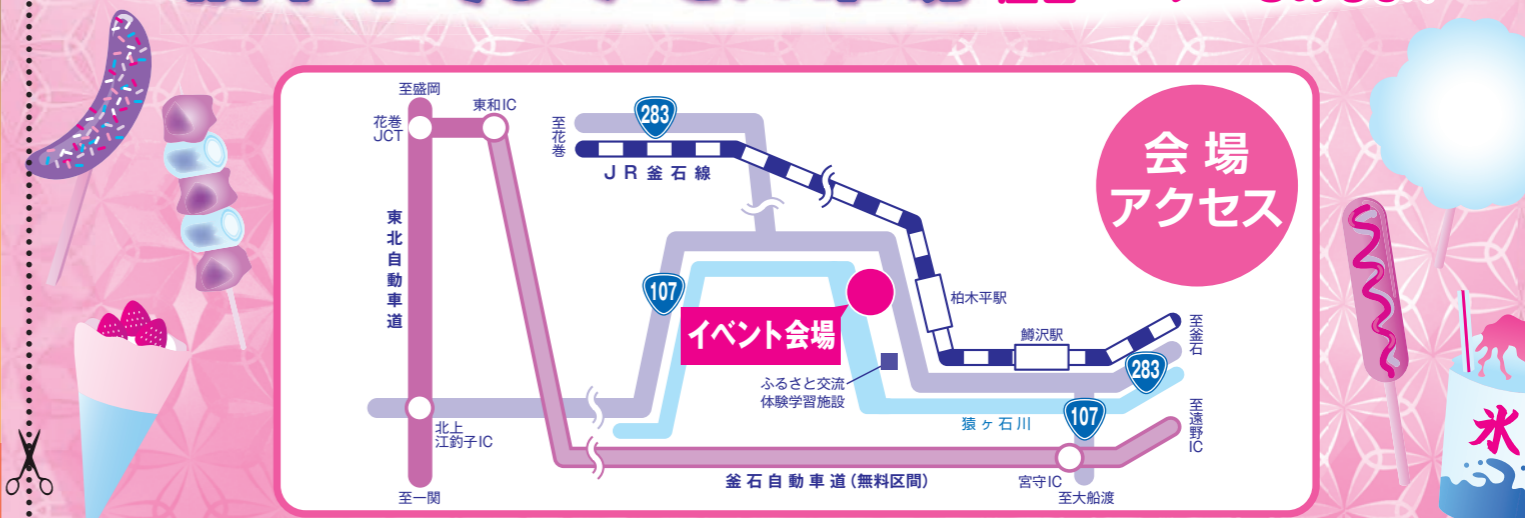 会場
アクセス
至盛岡
花巻
JCT
東和IC
至花巻
283
JR釜石線
東北自動車道
107
イベント会場
柏木平駅
鱒沢駅
至釜石
283
ふるさと交流
体験学習施設
猿ヶ石川
107
至遠野IC
北上
江釣子IC
釜石自動車道(無料区間)
宮守IC
至一関
至大船渡
氷